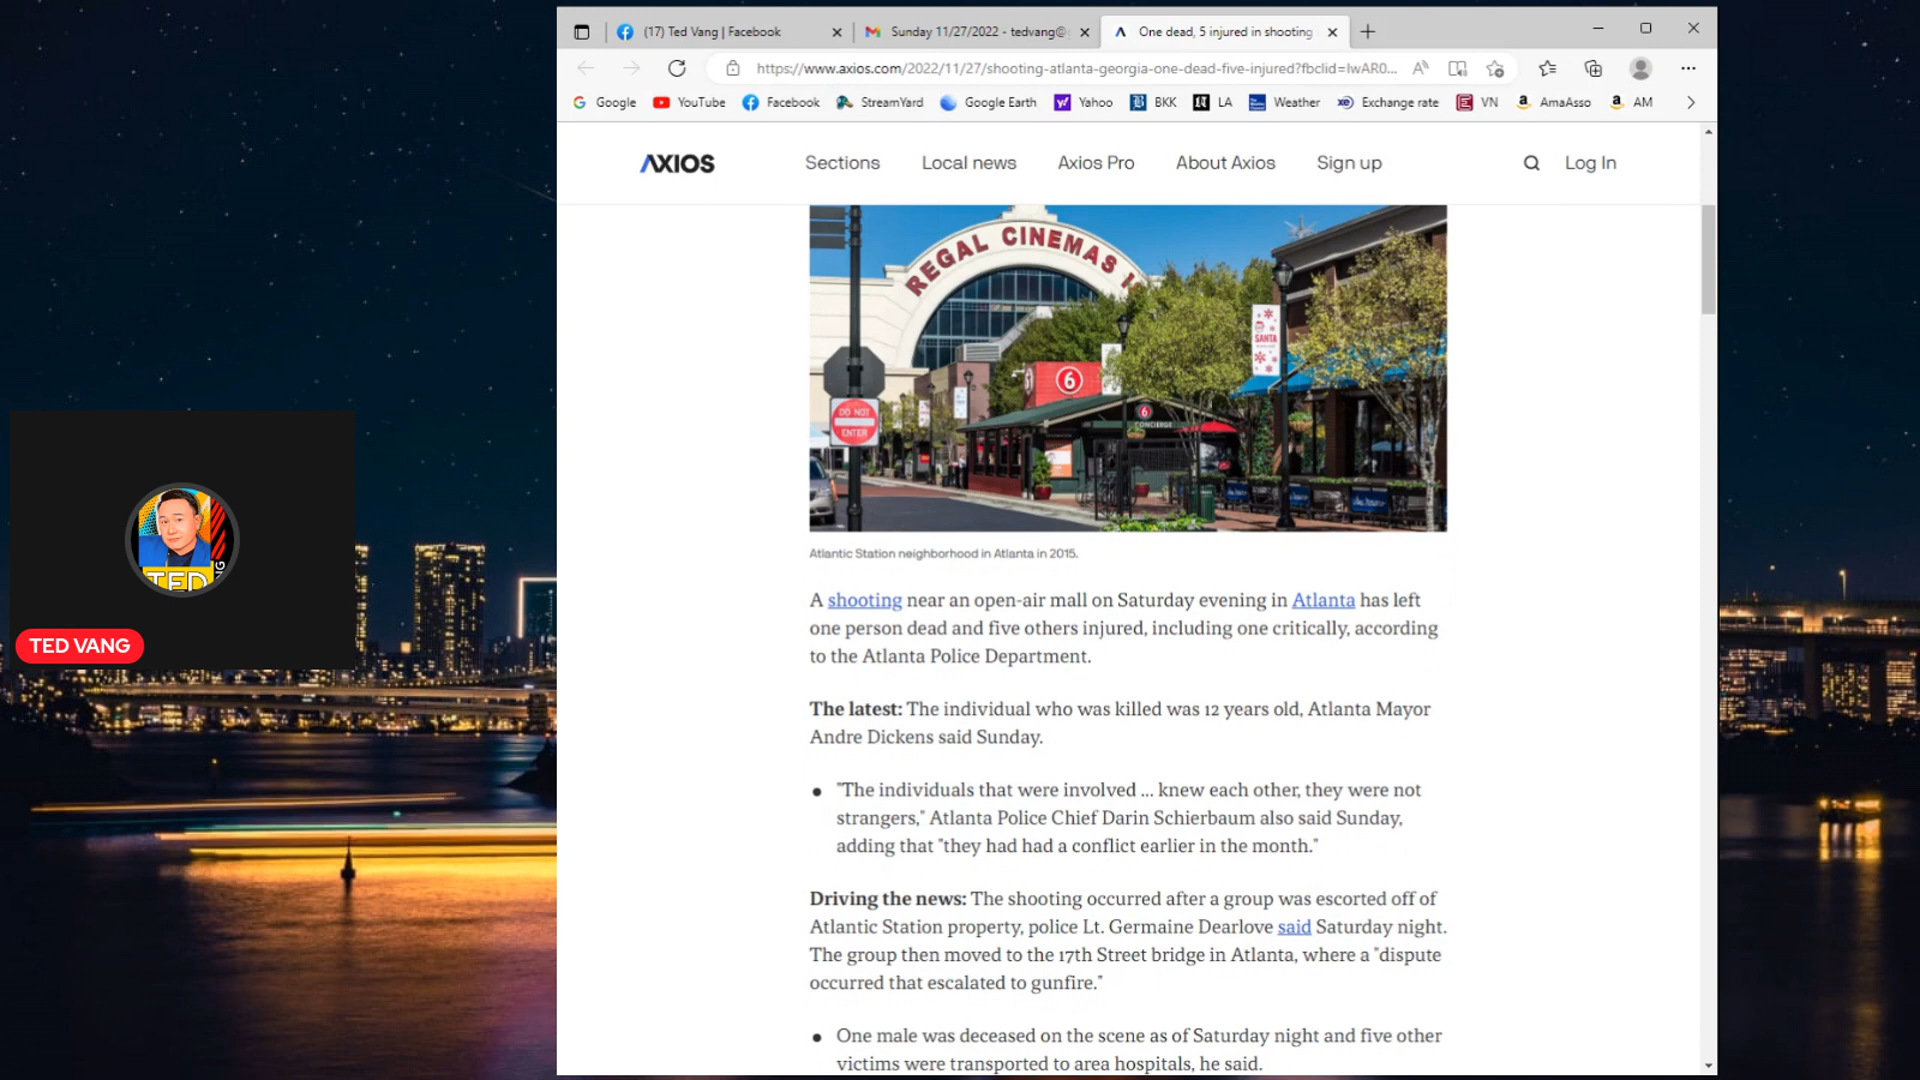 (17) Ted Vang | Facebook
Sunday 11/27/2022 - tedvang@
One dead, 5 injured in shooting
https://www.axios.com/2022/11/27/shooting-atlanta-georgia-one-dead-five-injured?fbclid=IwAR0...
Google YouTube Facebook StreamYard Google Earth Yahoo BKK LA Weather Exchange rate VN AmaAsso AM
AXIOS Sections Local news Axios Pro About Axios Sign up Log In
REGAL CINEMAS
SANTA
6
6
CONCIERGE
DO NOT
ENTER
Atlantic Station neighborhood in Atlanta in 2015.
A shooting near an open-air mall on Saturday evening in Atlanta has left
one person dead and five others injured, including one critically, according
to the Atlanta Police Department.
The latest: The individual who was killed was 12 years old, Atlanta Mayor
Andre Dickens said Sunday.
• "The individuals that were involved ... knew each other, they were not
strangers," Atlanta Police Chief Darin Schierbaum also said Sunday,
adding that "they had had a conflict earlier in the month."
Driving the news: The shooting occurred after a group was escorted off of
Atlantic Station property, police Lt. Germaine Dearlove said Saturday night.
The group then moved to the 17th Street bridge in Atlanta, where a "dispute
occurred that escalated to gunfire."
• One male was deceased on the scene as of Saturday night and five other
victims were transported to area hospitals, he said.
TED
TED VANG